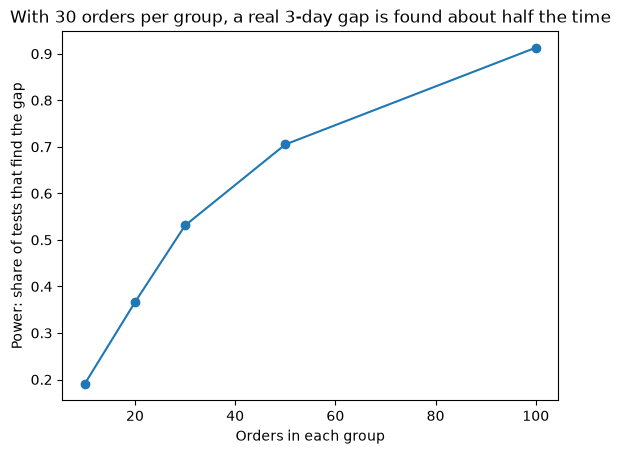 With 30 orders per group, a real 3-day gap is found about half the time
Power: share of tests that find the gap
0.9
0.8
0.7
0.6
0.5
0.4
0.3
0.2
20 40 60 80 100
Orders in each group